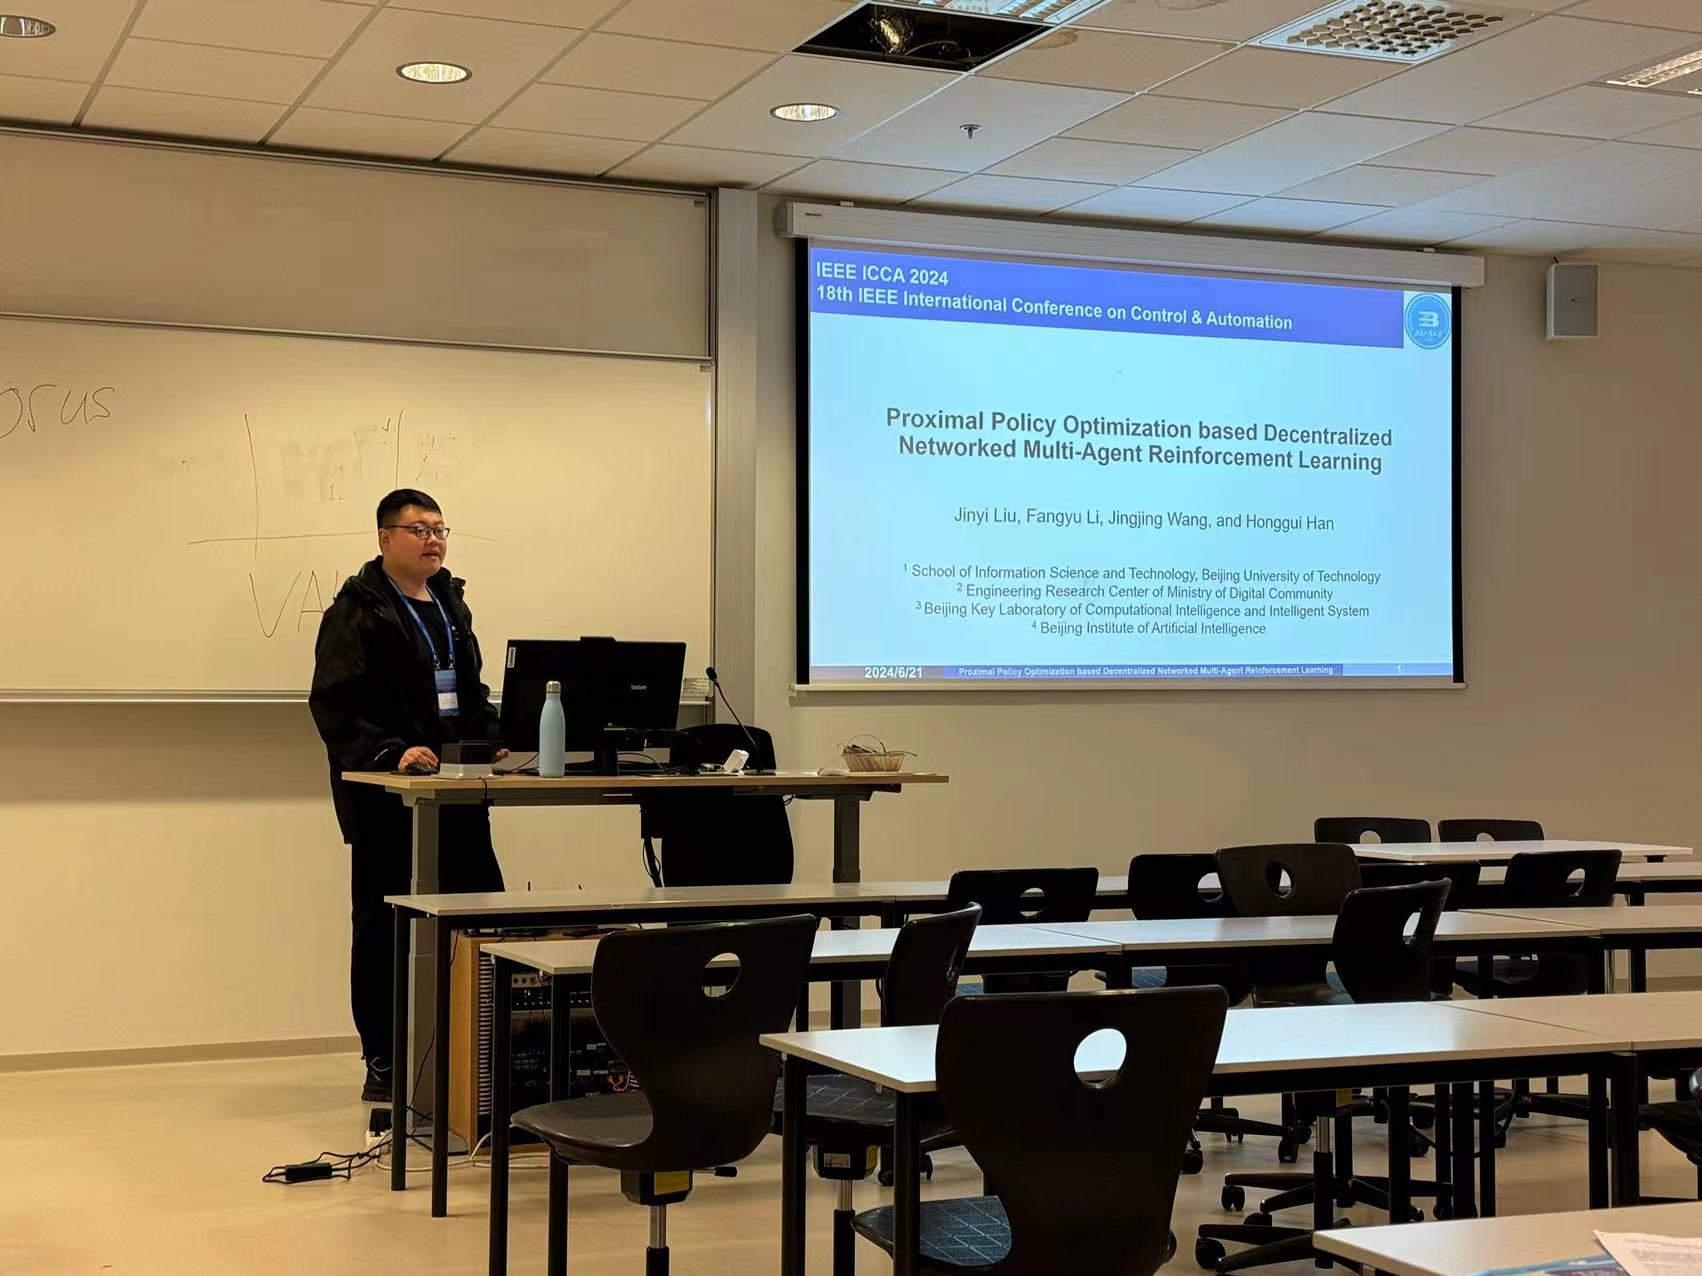 IEEE ICCA 2024
18th IEEE International Conference on Control & Automation
Proximal Policy Optimization based Decentralized
Networked Multi-Agent Reinforcement Learning
Jinyi Liu, Fangyu Li, Jingjing Wang, and Honggui Han
1 School of Information Science and Technology, Beijing University of Technology
2 Engineering Research Center of Ministry of Digital Community
3 Beijing Key Laboratory of Computational Intelligence and Intelligent System
4 Beijing Institute of Artificial Intelligence
2024/6/21 Proximal Policy Optimization based Decentralized Networked Multi-Agent Reinforcement Learning 1
Lenovo